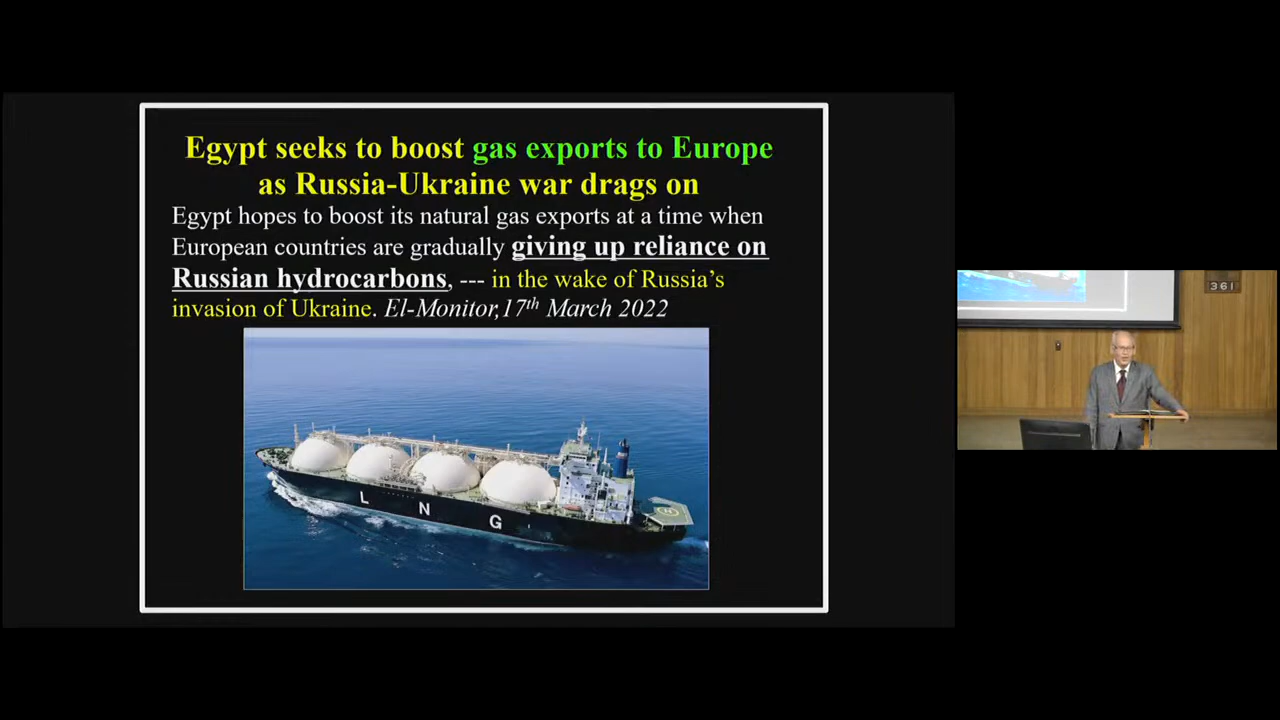 Egypt seeks to boost gas exports to Europe
as Russia-Ukraine war drags on
Egypt hopes to boost its natural gas exports at a time when
European countries are gradually giving up reliance on
Russian hydrocarbons, --- in the wake of Russia’s
invasion of Ukraine. El-Monitor,17th March 2022
L N G
H
361